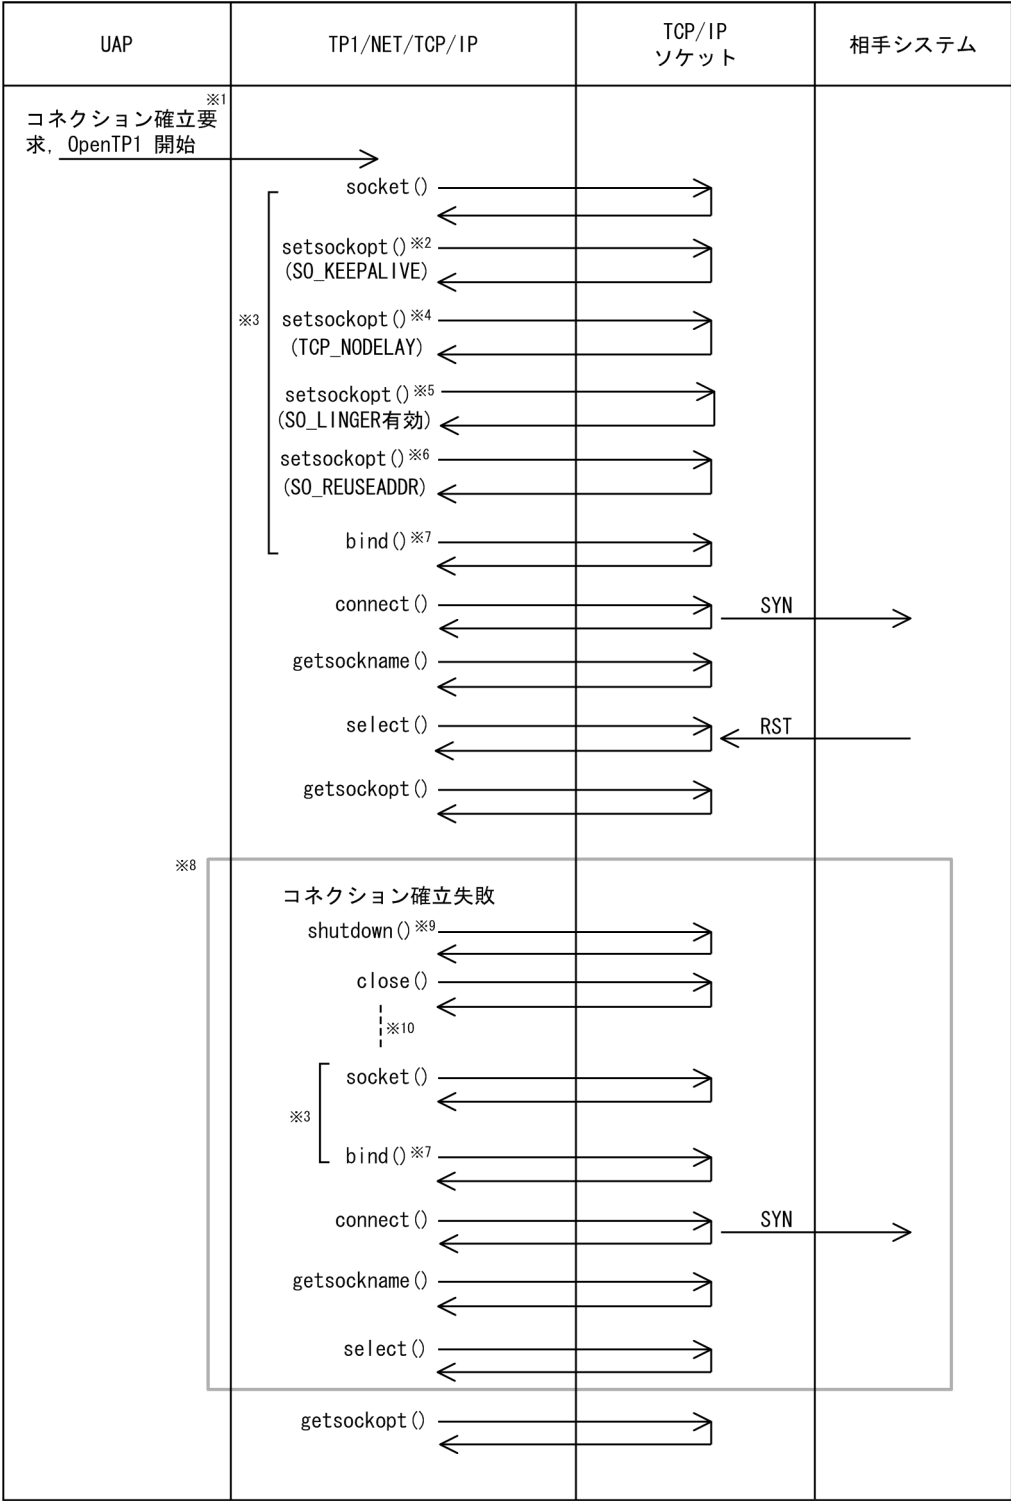 UAP
TP1/NET/TCP/IP
TCP/IP
ソケット
相手システム
※1
コネクション確立要
求, OpenTP1 開始
socket()
setsockopt()※2
(SO_KEEPALIVE)
※3
setsockopt()※4
(TCP_NODELAY)
setsockopt()※5
(SO_LINGER有効)
setsockopt()※6
(SO_REUSEADDR)
bind()※7
connect()
SYN
getsockname()
select()
RST
getsockopt()
※8
コネクション確立失敗
shutdown()※9
close()
※10
socket()
※3
bind()※7
connect()
SYN
getsockname()
select()
getsockopt()